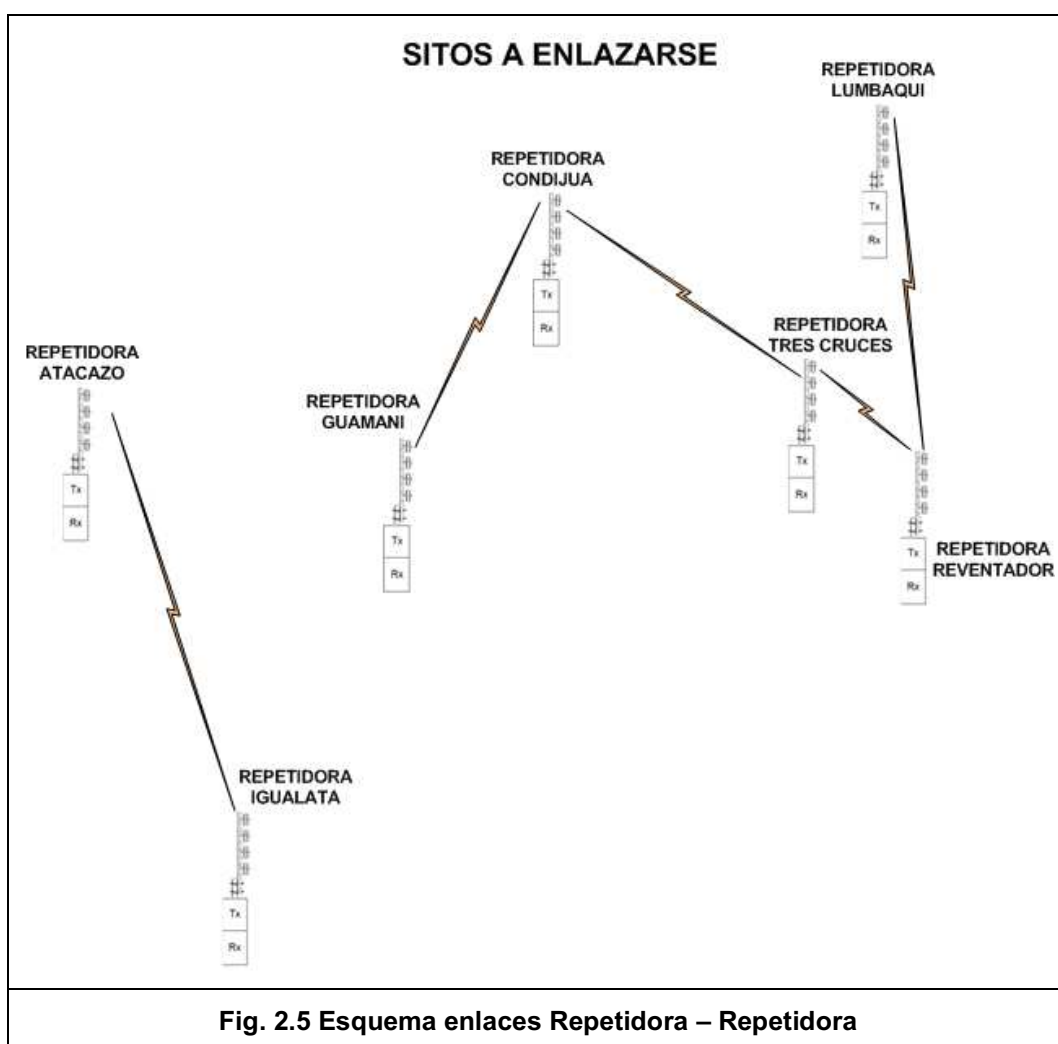 SITOS A ENLAZARSE
REPETIDORA
LUMBAQUI
Tx
Rx
REPETIDORA
CONDIJUA
Tx
Rx
REPETIDORA
TRES CRUCES
Tx
Rx
REPETIDORA
ATACAZO
Tx
Rx
REPETIDORA
GUAMANI
Tx
Rx
Tx
Rx
REPETIDORA
REVENTADOR
REPETIDORA
IGUALATA
Tx
Rx
Fig. 2.5 Esquema enlaces Repetidora – Repetidora